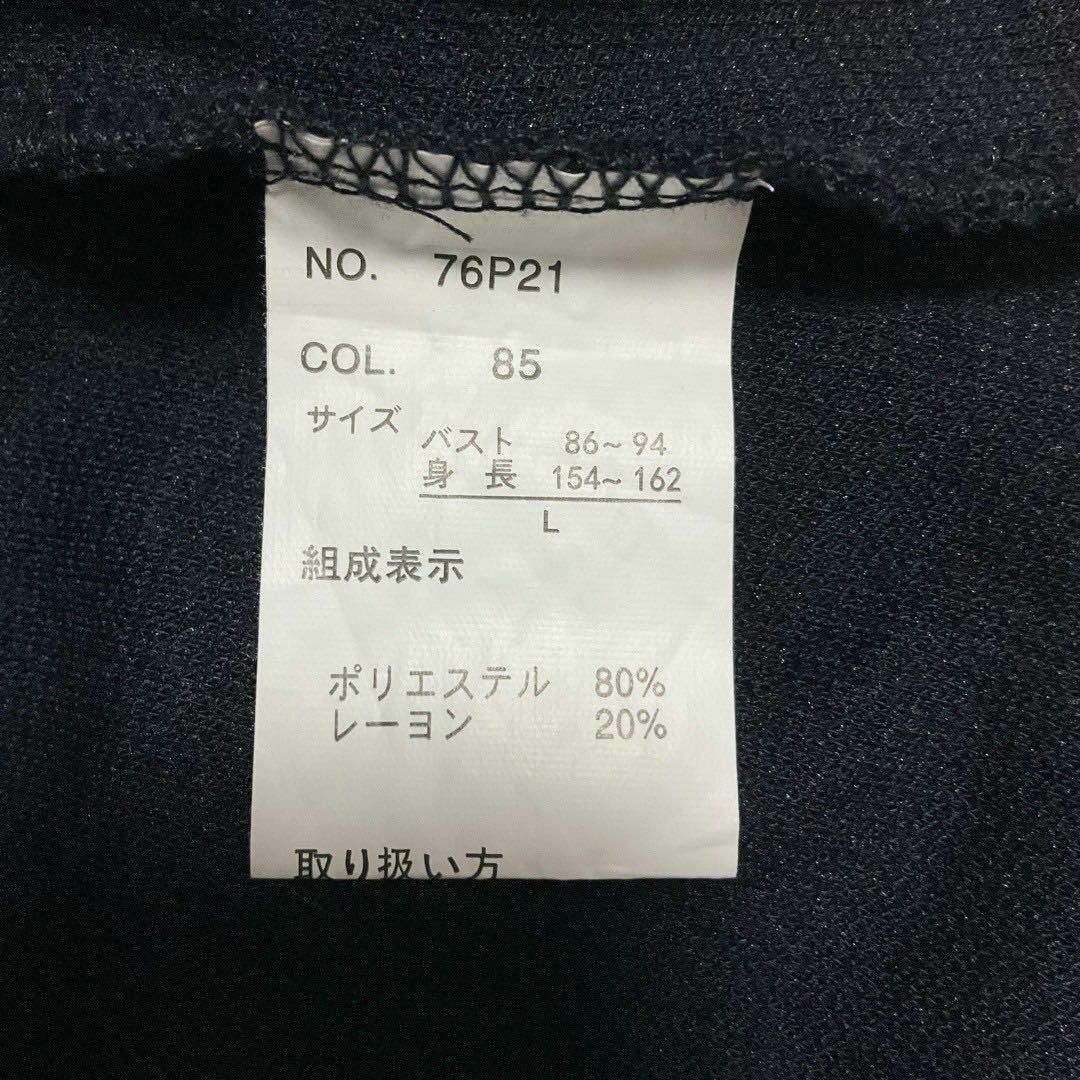 NO. 76P21
COL. 85
サイズ
バスト 86～94
身長 154～162
L
組成表示
ポリエステル 80%
レーヨン 20%
取り扱い方